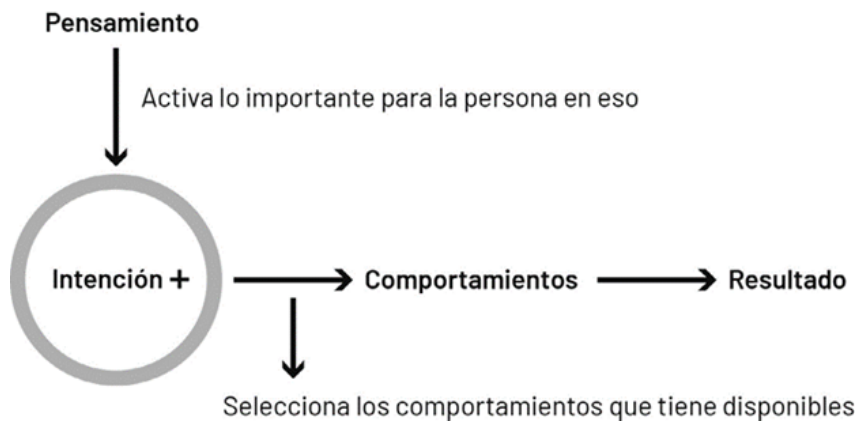 Pensamiento
Activa lo importante para la persona en eso
Intención + Comportamientos Resultado
Selecciona los comportamientos que tiene disponibles